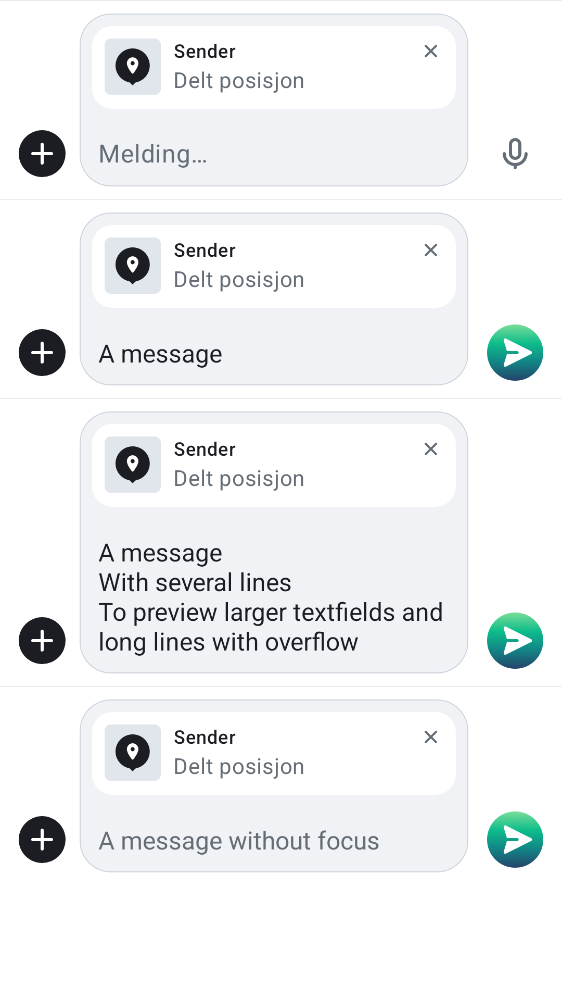 Sender
Delt posisjon
Melding…
Sender
Delt posisjon
A message
Sender
Delt posisjon
A message
With several lines
To preview larger textfields and
long lines with overflow
Sender
Delt posisjon
A message without focus